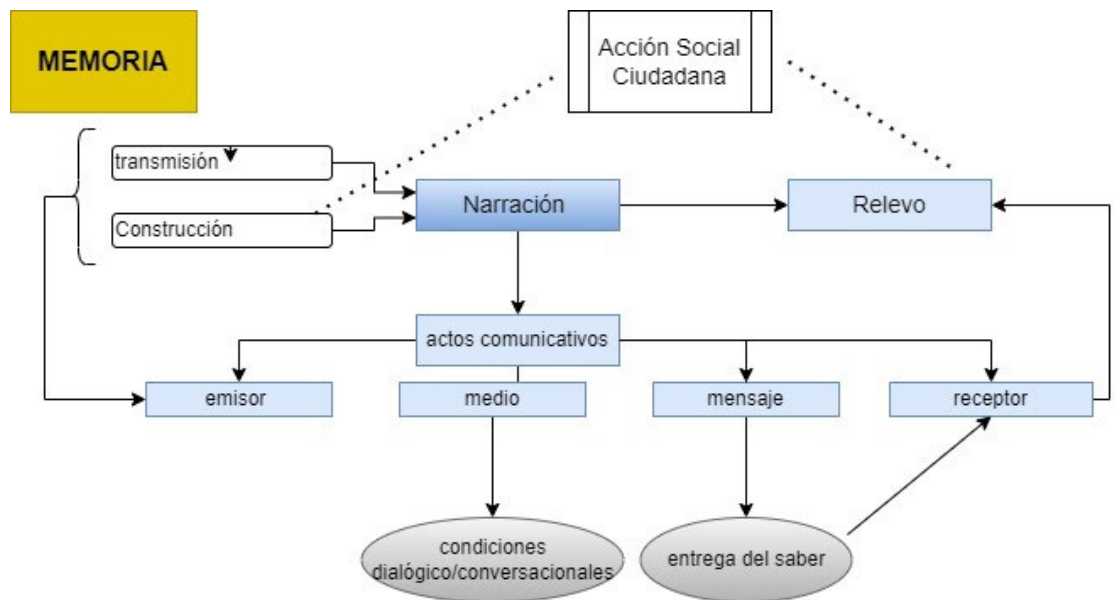 MEMORIA
Acción Social
Ciudadana
transmisión
Construcción
Narración
Relevo
actos comunicativos
emisor
medio
mensaje
receptor
condiciones
dialógico/conversacionales
entrega del saber